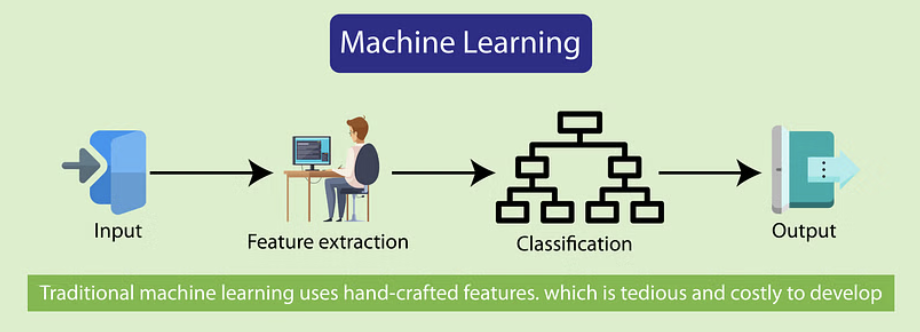 Machine Learning
Input
Feature extraction
Classification
Output
Traditional machine learning uses hand-crafted features. which is tedious and costly to develop